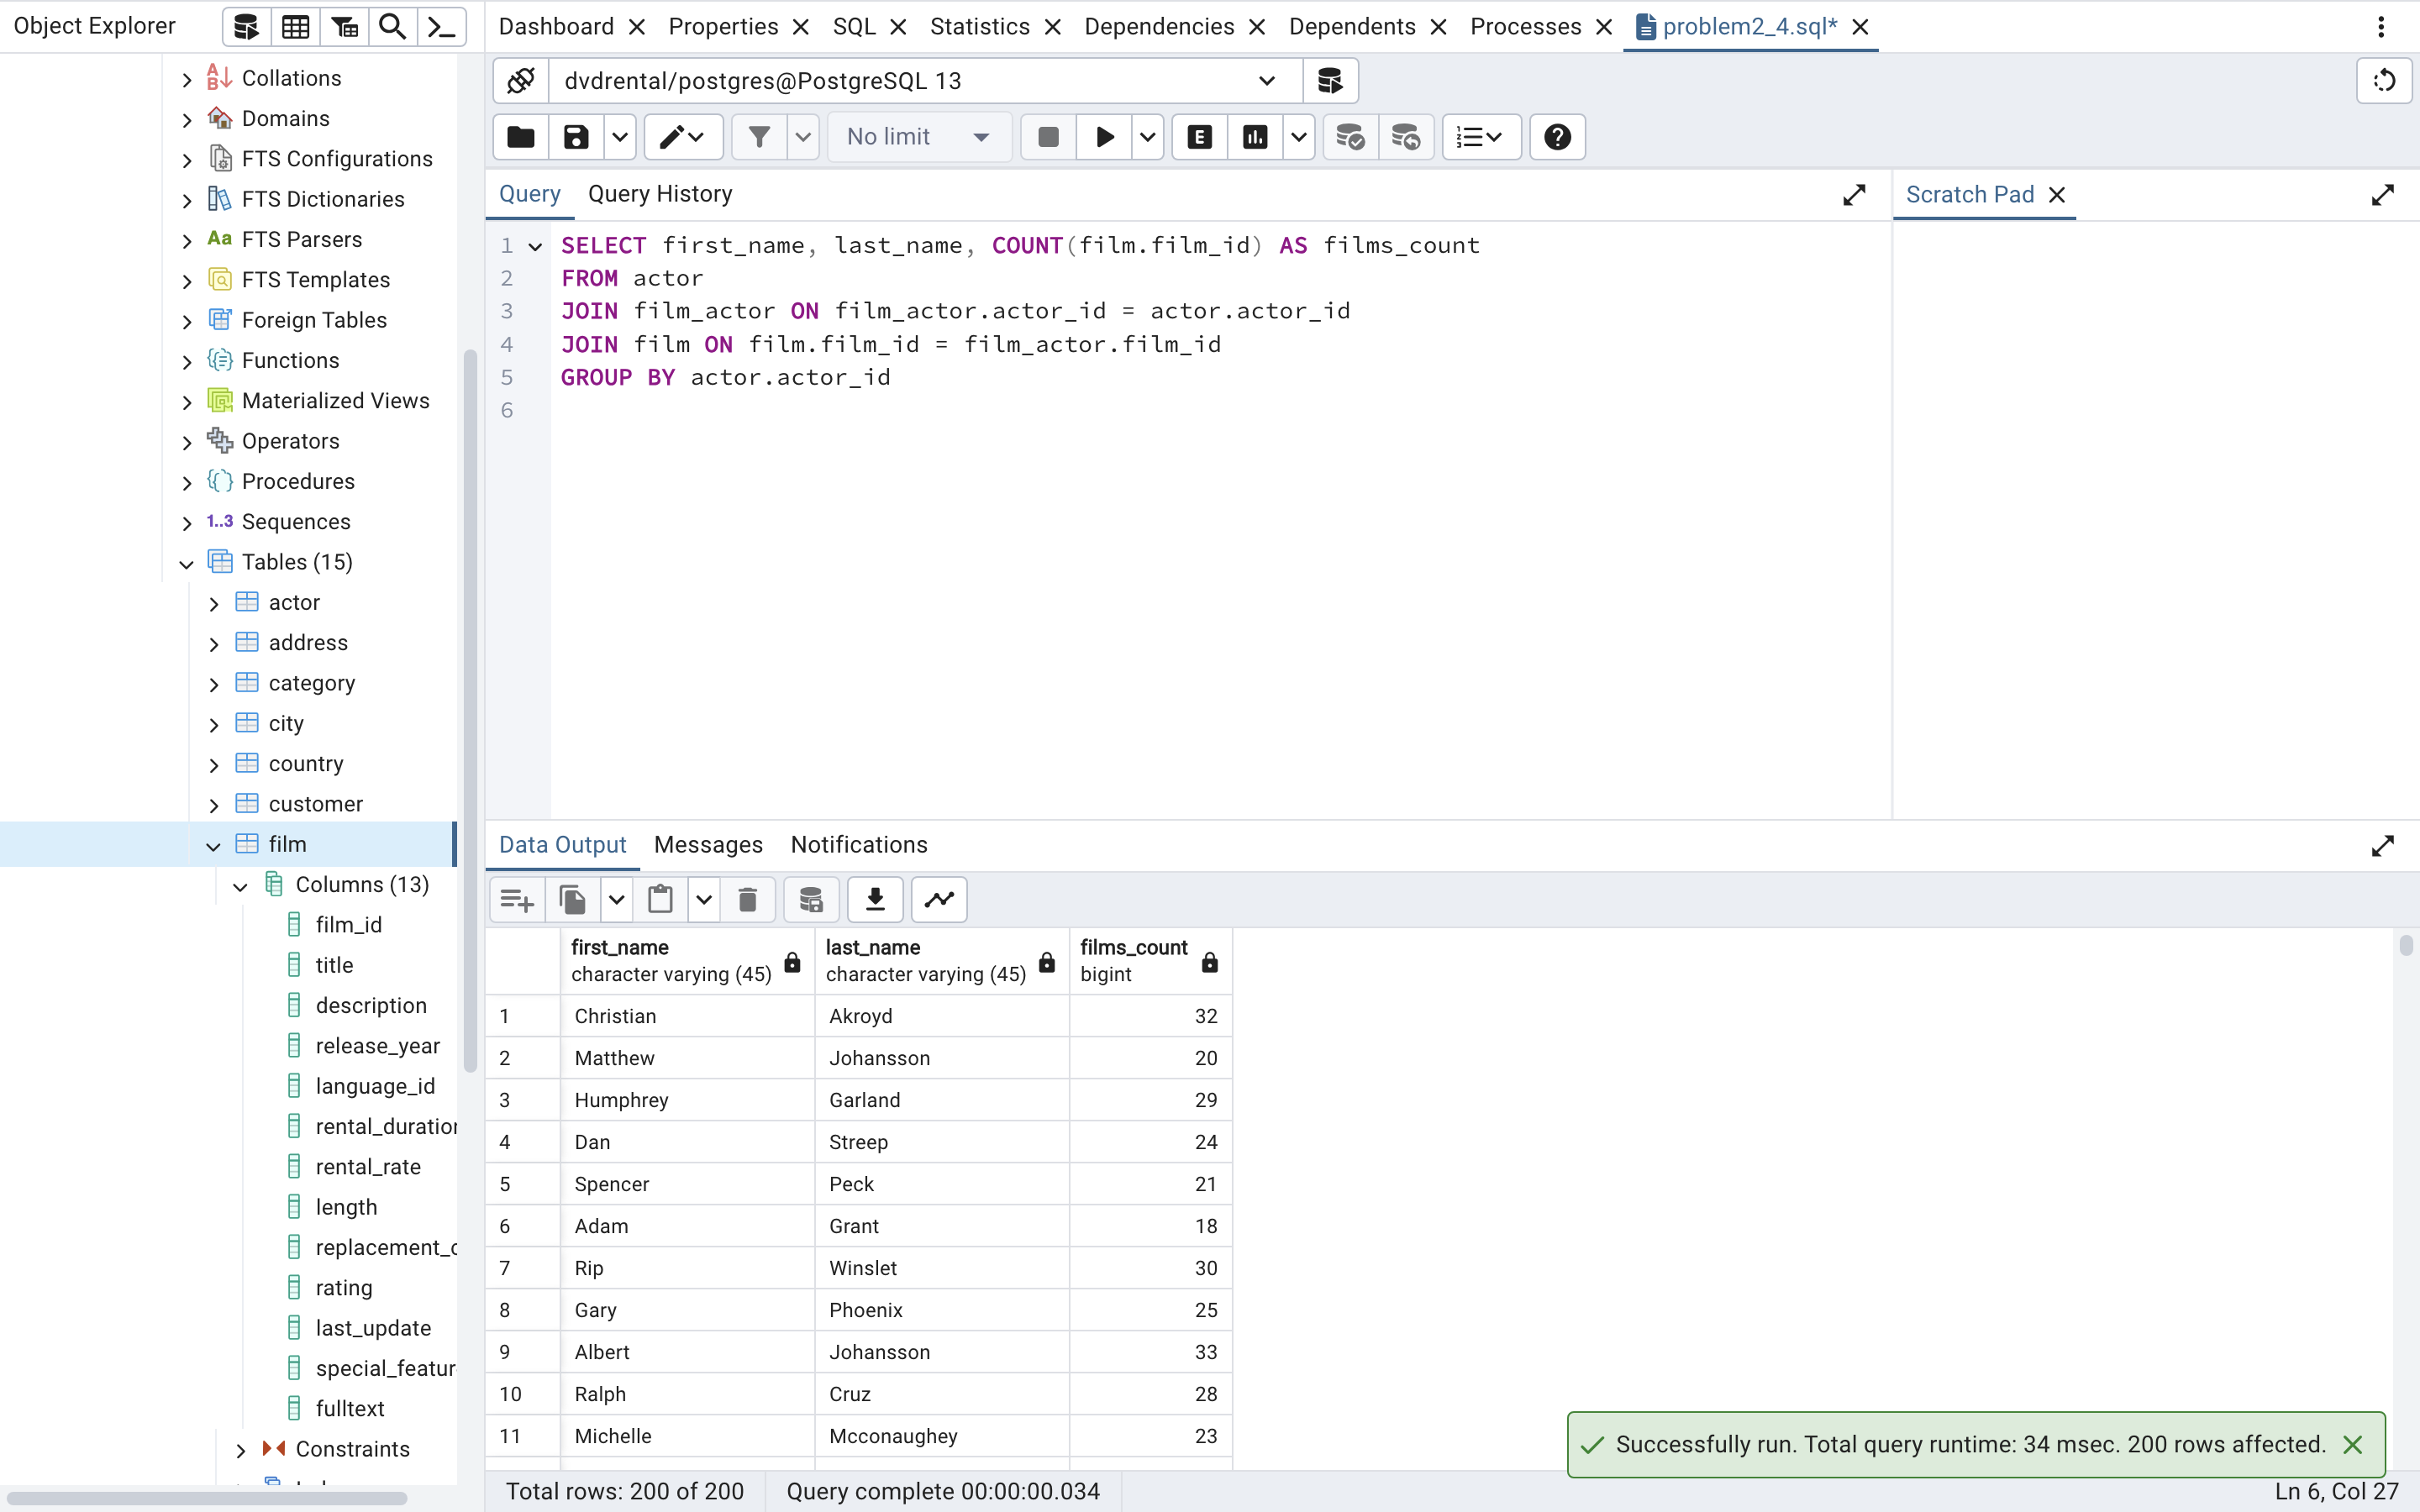 Object Explorer
Dashboard
Properties
SQL
Statistics
Dependencies
Dependents
Processes
problem2_4.sql*
Collations
Domains
FTS Configurations
FTS Dictionaries
Aa FTS Parsers
FTS Templates
Foreign Tables
Functions
Materialized Views
Operators
Procedures
1..3 Sequences
Tables (15)
actor
address
category
city
country
customer
film
Columns (13)
film_id
title
description
release_year
language_id
rental_duration
rental_rate
length
replacement_c
rating
last_update
special_featur
fulltext
Constraints
dvdrental/postgres@PostgreSQL 13
No limit
E
Query
Query History
Scratch Pad
1 SELECT first_name, last_name, COUNT(film.film_id) AS films_count
2 FROM actor
3 JOIN film_actor ON film_actor.actor_id = actor.actor_id
4 JOIN film ON film.film_id = film_actor.film_id
5 GROUP BY actor.actor_id
6
Data Output
Messages
Notifications
first_name last_name films_count
character varying (45) character varying (45) bigint
1 Christian Akroyd 32
2 Matthew Johansson 20
3 Humphrey Garland 29
4 Dan Streep 24
5 Spencer Peck 21
6 Adam Grant 18
7 Rip Winslet 30
8 Gary Phoenix 25
9 Albert Johansson 33
10 Ralph Cruz 28
11 Michelle Mcconaughey 23
Successfully run. Total query runtime: 34 msec. 200 rows affected.
Total rows: 200 of 200
Query complete 00:00:00.034
Ln 6, Col 27